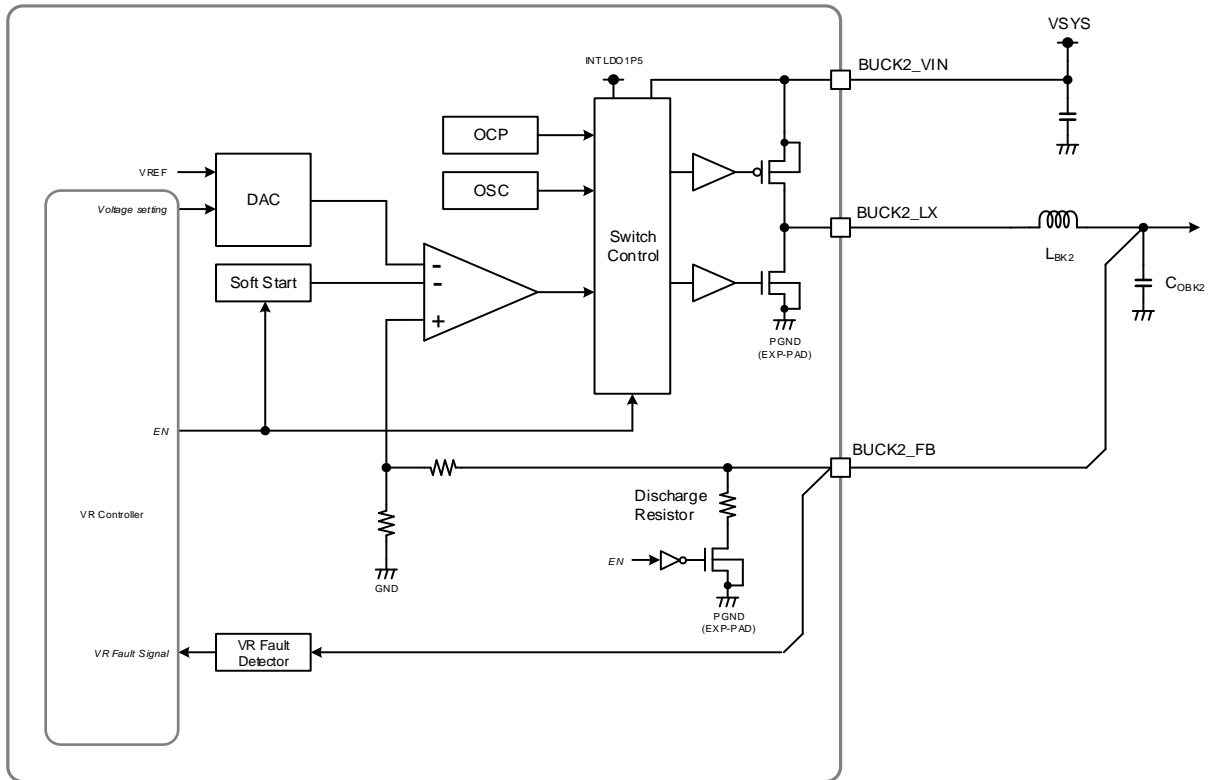 VSYS
INTLDO1P5
BUCK2_VIN
OCP
VREF
DAC
OSC
Voltage setting
BUCK2_LX
Switch
Control
LBK2
Soft Start
-
-
+
COBK2
PGND
(EXP-PAD)
EN
BUCK2_FB
Discharge
Resistor
VR Controller
EN
GND
PGND
(EXP-PAD)
VR Fault Signal
VR Fault
Detector